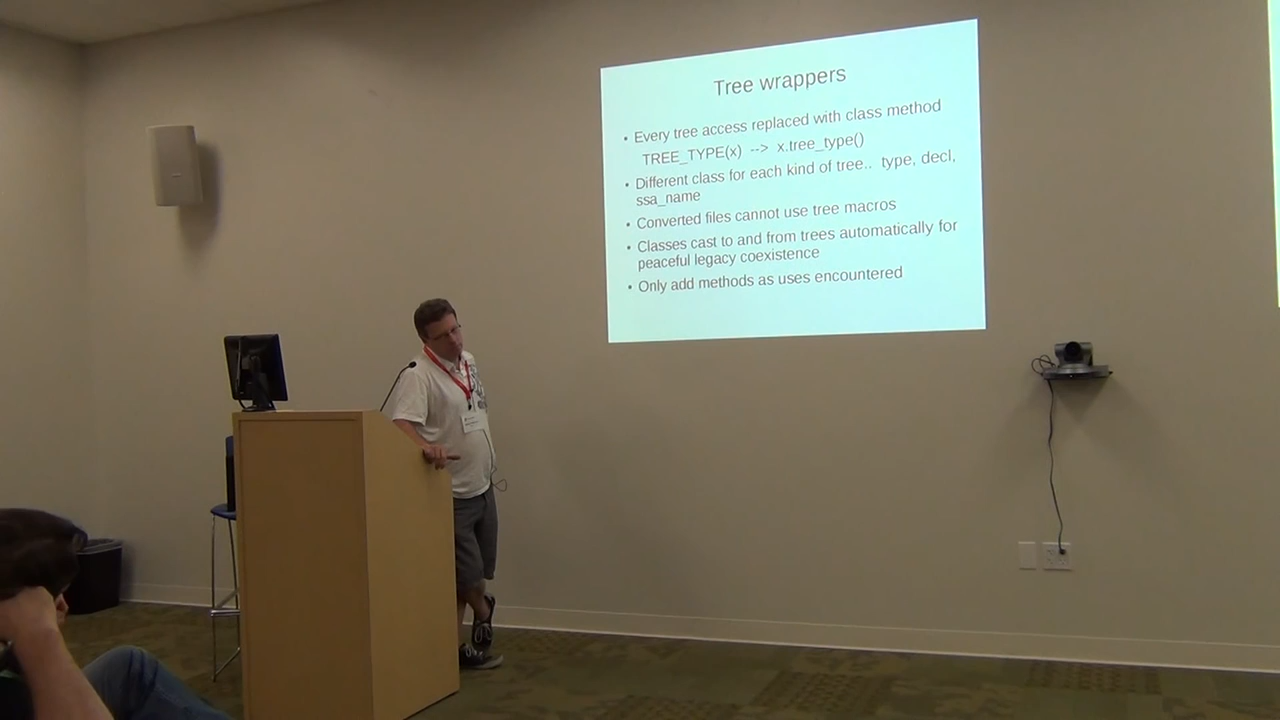 Tree wrappers
• Every tree access replaced with class method
TREE_TYPE(x) --> x.tree_type()
• Different class for each kind of tree.. type, decl,
ssa_name
• Converted files cannot use tree macros
• Classes cast to and from trees automatically for
peaceful legacy coexistence
• Only add methods as uses encountered